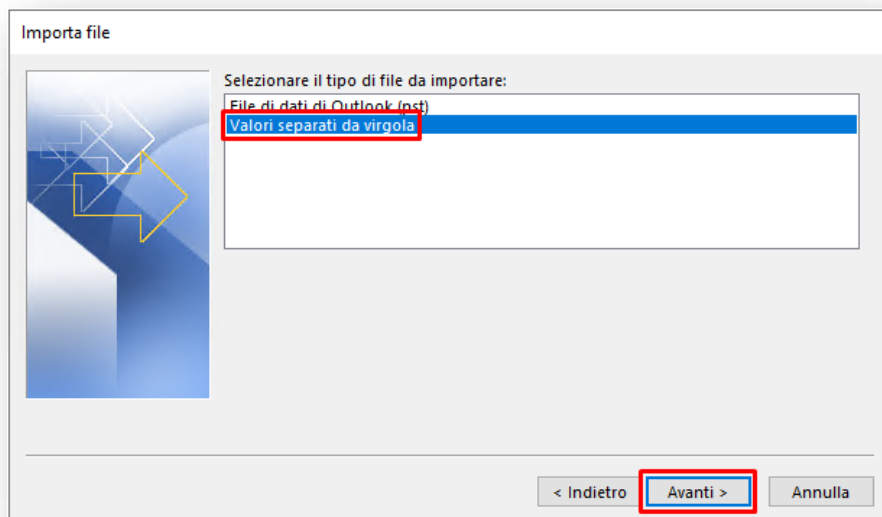 Importa file
Selezionare il tipo di file da importare:
File di dati di Outlook (pst)
Valori separati da virgola
< Indietro
Avanti >
Annulla